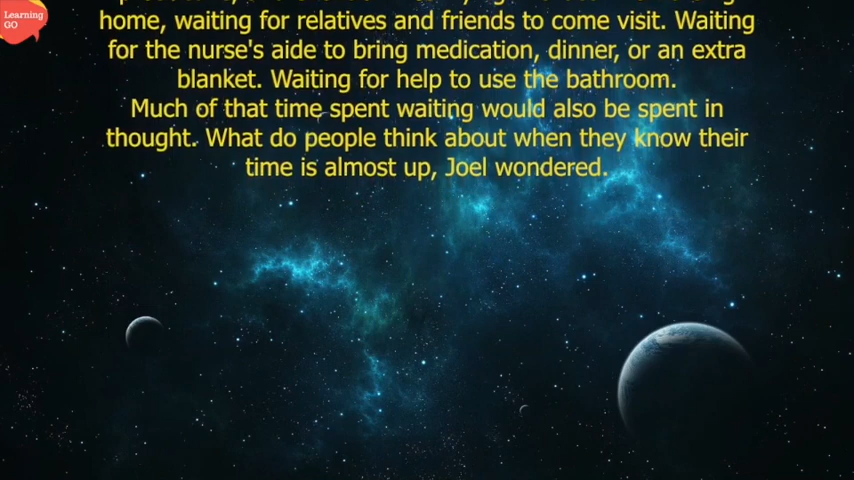 Learning
GO
home, waiting for relatives and friends to come visit. Waiting
for the nurse's aide to bring medication, dinner, or an extra
blanket. Waiting for help to use the bathroom.
Much of that time spent waiting would also be spent in
thought. What do people think about when they know their
time is almost up, Joel wondered.